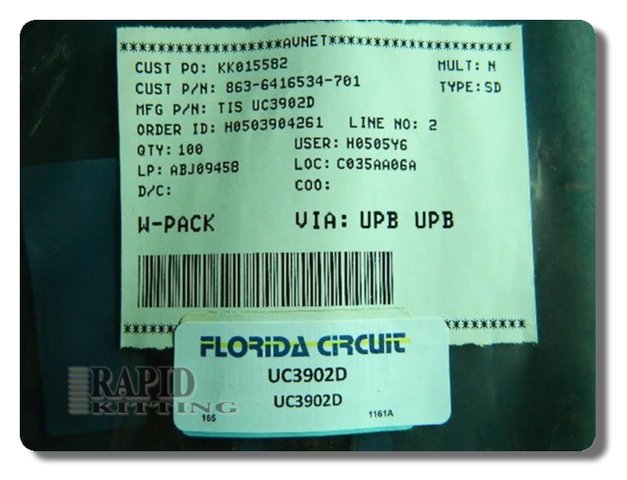 ************************AVNET************************
CUST PO: KK015582 MULT: N
CUST P/N: 863-6416534-701 TYPE: SD
MFG P/N: TIS UC3902D
ORDER ID: H0503904261 LINE NO: 2
QTY: 100 USER: H0505Y6
LP: ABJ09458 LOC: C035AA06A
D/C: COO:
W-PACK VIA: UPB UPB
*****************************************************
FLORIDA CIRCUIT
UC3902D
UC3902D
165 1161A
RAPID
KITTING